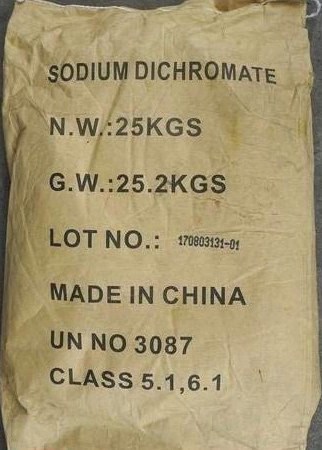 SODIUM DICHROMATE
N.W.:25KGS
G.W.:25.2KGS
LOT NO.: 170803131-01
MADE IN CHINA
UN NO 3087
CLASS 5.1,6.1